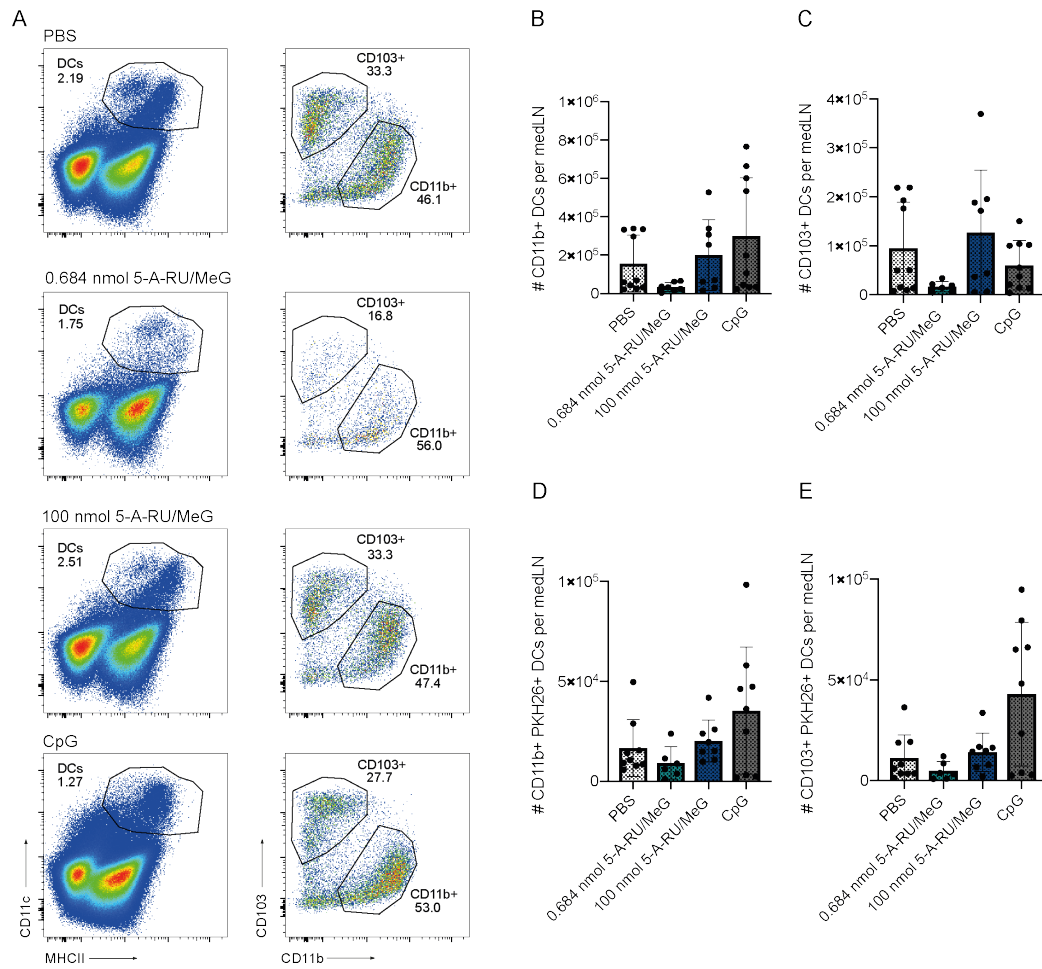 A
PBS
DCs
2.19
CD103+
33.3
CD11b+
46.1
0.684 nmol 5-A-RU/MeG
DCs
1.75
CD103+
16.8
CD11b+
56.0
100 nmol 5-A-RU/MeG
DCs
2.51
CD103+
33.3
CD11b+
47.4
CpG
DCs
1.27
CD103+
27.7
CD11b+
53.0
CD11c
MHCII
CD103
CD11b
B
# CD11b+ DCs per medLN
1×10⁶
8×10⁵
6×10⁵
4×10⁵
2×10⁵
0
PBS
0.684 nmol 5-A-RU/MeG
100 nmol 5-A-RU/MeG
CpG
C
# CD103+ DCs per medLN
4×10⁵
3×10⁵
2×10⁵
1×10⁵
0
PBS
0.684 nmol 5-A-RU/MeG
100 nmol 5-A-RU/MeG
CpG
D
# CD11b+ PKH26+ DCs per medLN
1×10⁵
5×10⁴
0
PBS
0.684 nmol 5-A-RU/MeG
100 nmol 5-A-RU/MeG
CpG
E
# CD103+ PKH26+ DCs per medLN
1×10⁵
5×10⁴
0
PBS
0.684 nmol 5-A-RU/MeG
100 nmol 5-A-RU/MeG
CpG